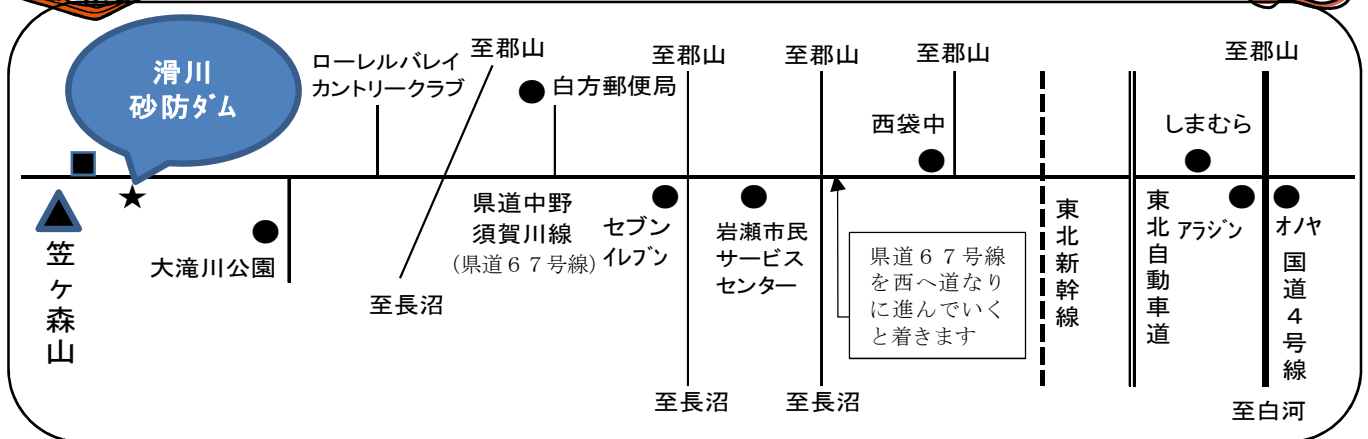 滑川
砂防ダム
ローレルバレイ
カントリークラブ
至郡山
白方郵便局
至郡山
至郡山
至郡山
西袋中
しまむら
至郡山
笠ヶ森山
大滝川公園
至長沼
県道中野
須賀川線
(県道67号線)
セブン
イレブン
岩瀬市民
サービス
センター
県道67号線
を西へ道なり
に進んでいく
と着きます
東北新幹線
東北自動車道
アラジン
オノヤ
国道4号線
至長沼
至長沼
至白河